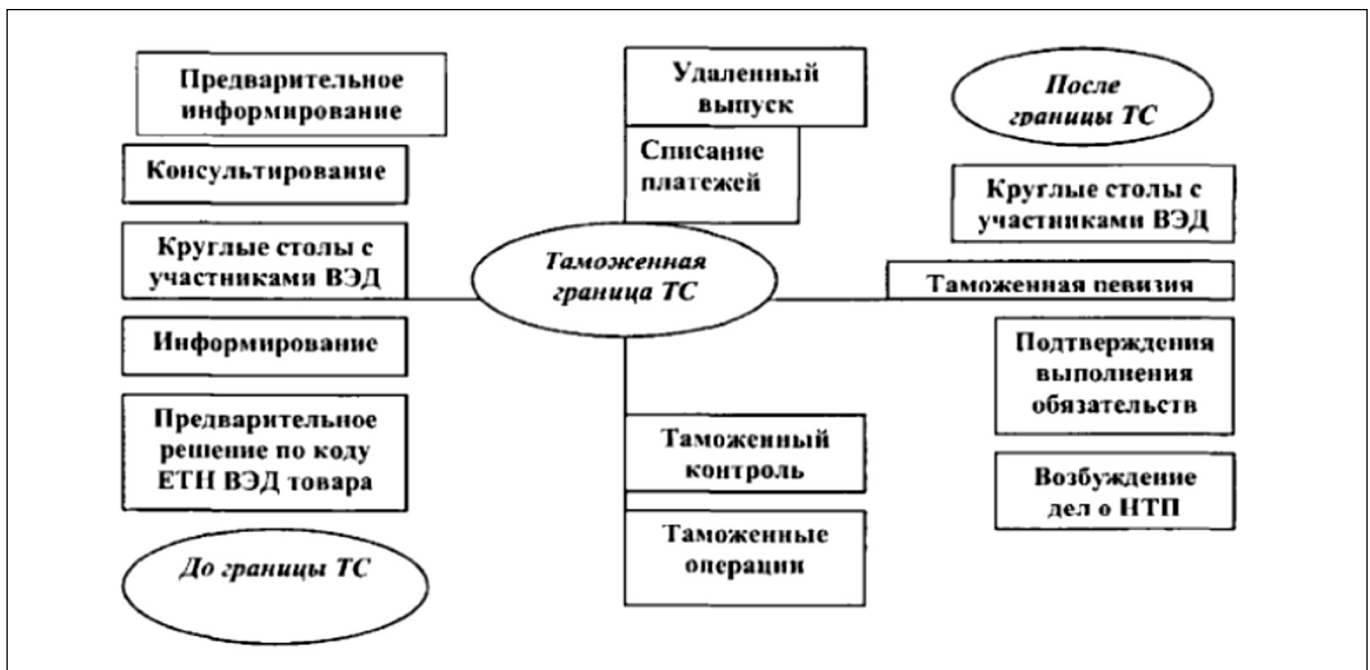 Предварительное
информирование
Консультирование
Круглые столы с
участниками ВЭД
Информирование
Предварительное
решение по коду
ЕТН ВЭД товара
До границы ТС
Удаленный
выпуск
Списание
платежей
Таможенная
граница ТС
Таможенный
контроль
Таможенные
операции
После
границы ТС
Круглые столы с
участниками ВЭД
Таможенная ревизия
Подтверждения
выполнения
обязательств
Возбуждение
дел о НТП